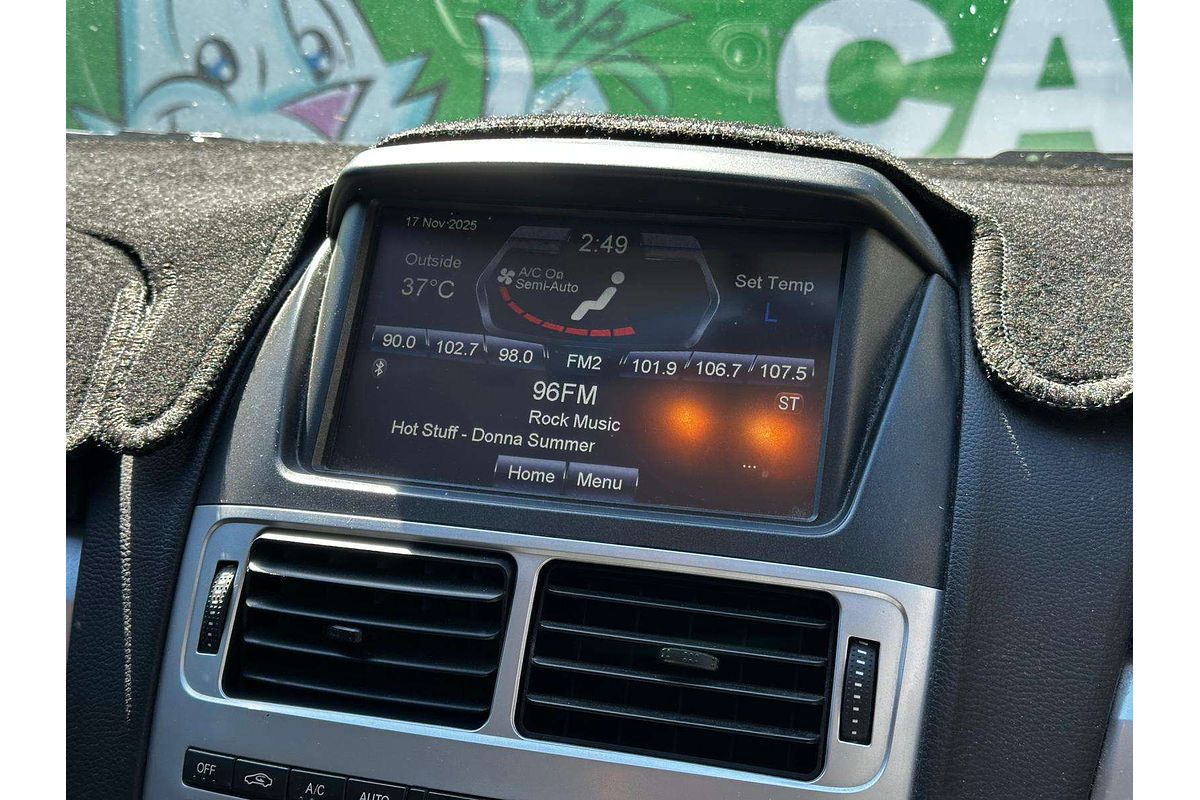 CA
17 Nov 2025
2:49
Outside
37°C
A/C On
Semi-Auto
Set Temp
L
90.0 102.7 98.0 FM2 101.9 106.7 107.5
96FM
ST
Rock Music
Hot Stuff - Donna Summer
...
Home Menu
OFF A/C AUTO